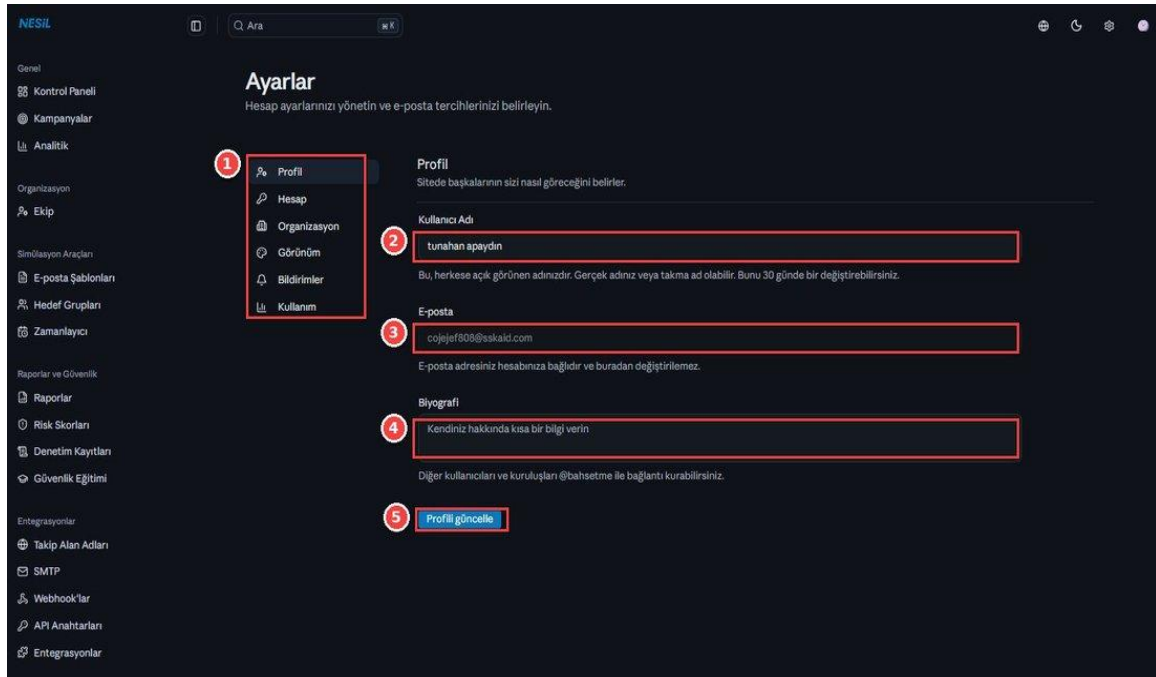 NESiL
Ara
⌘ K
Genel
Kontrol Paneli
Kampanyalar
Analitik
Organizasyon
Ekip
Simülasyon Araçları
E-posta Şablonları
Hedef Grupları
Zamanlayıcı
Raporlar ve Güvenlik
Raporlar
Risk Skorları
Denetim Kayıtları
Güvenlik Eğitimi
Entegrasyonlar
Takip Alan Adları
SMTP
Webhook'lar
API Anahtarları
Entegrasyonlar
Ayarlar
Hesap ayarlarınızı yönetin ve e-posta tercihlerinizi belirleyin.
1
Profil
Hesap
Organizasyon
Görünüm
Bildirimler
Kullanım
Profil
Sitede başkalarının sizi nasıl göreceğini belirler.
Kullanıcı Adı
2
tunahan apaydın
Bu, herkese açık görünen adınızdır. Gerçek adınız veya takma ad olabilir. Bunu 30 günde bir değiştirebilirsiniz.
E-posta
3
cojejef808@sskaid.com
E-posta adresiniz hesabınıza bağlıdır ve buradan değiştirilemez.
Biyografi
4
Kendiniz hakkında kısa bir bilgi verin
Diğer kullanıcıları ve kuruluşları @bahsetme ile bağlantı kurabilirsiniz.
5
Profili güncelle